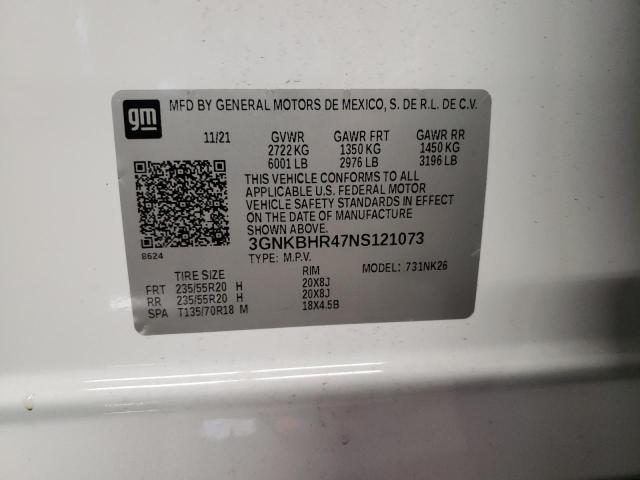 gm
MFD BY GENERAL MOTORS DE MEXICO, S. DE R.L. DE C.V.
11/21 GVWR GAWR FRT GAWR RR
2722 KG 1350 KG 1450 KG
6001 LB 2976 LB 3196 LB
THIS VEHICLE CONFORMS TO ALL
APPLICABLE U.S. FEDERAL MOTOR
VEHICLE SAFETY STANDARDS IN EFFECT
ON THE DATE OF MANUFACTURE
SHOWN ABOVE.
8624
3GNKBHR47NS121073
TYPE: M.P.V. MODEL: 731NK26
TIRE SIZE RIM
FRT 235/55R20 H 20X8J
RR 235/55R20 H 20X8J
SPA T135/70R18 M 18X4.5B